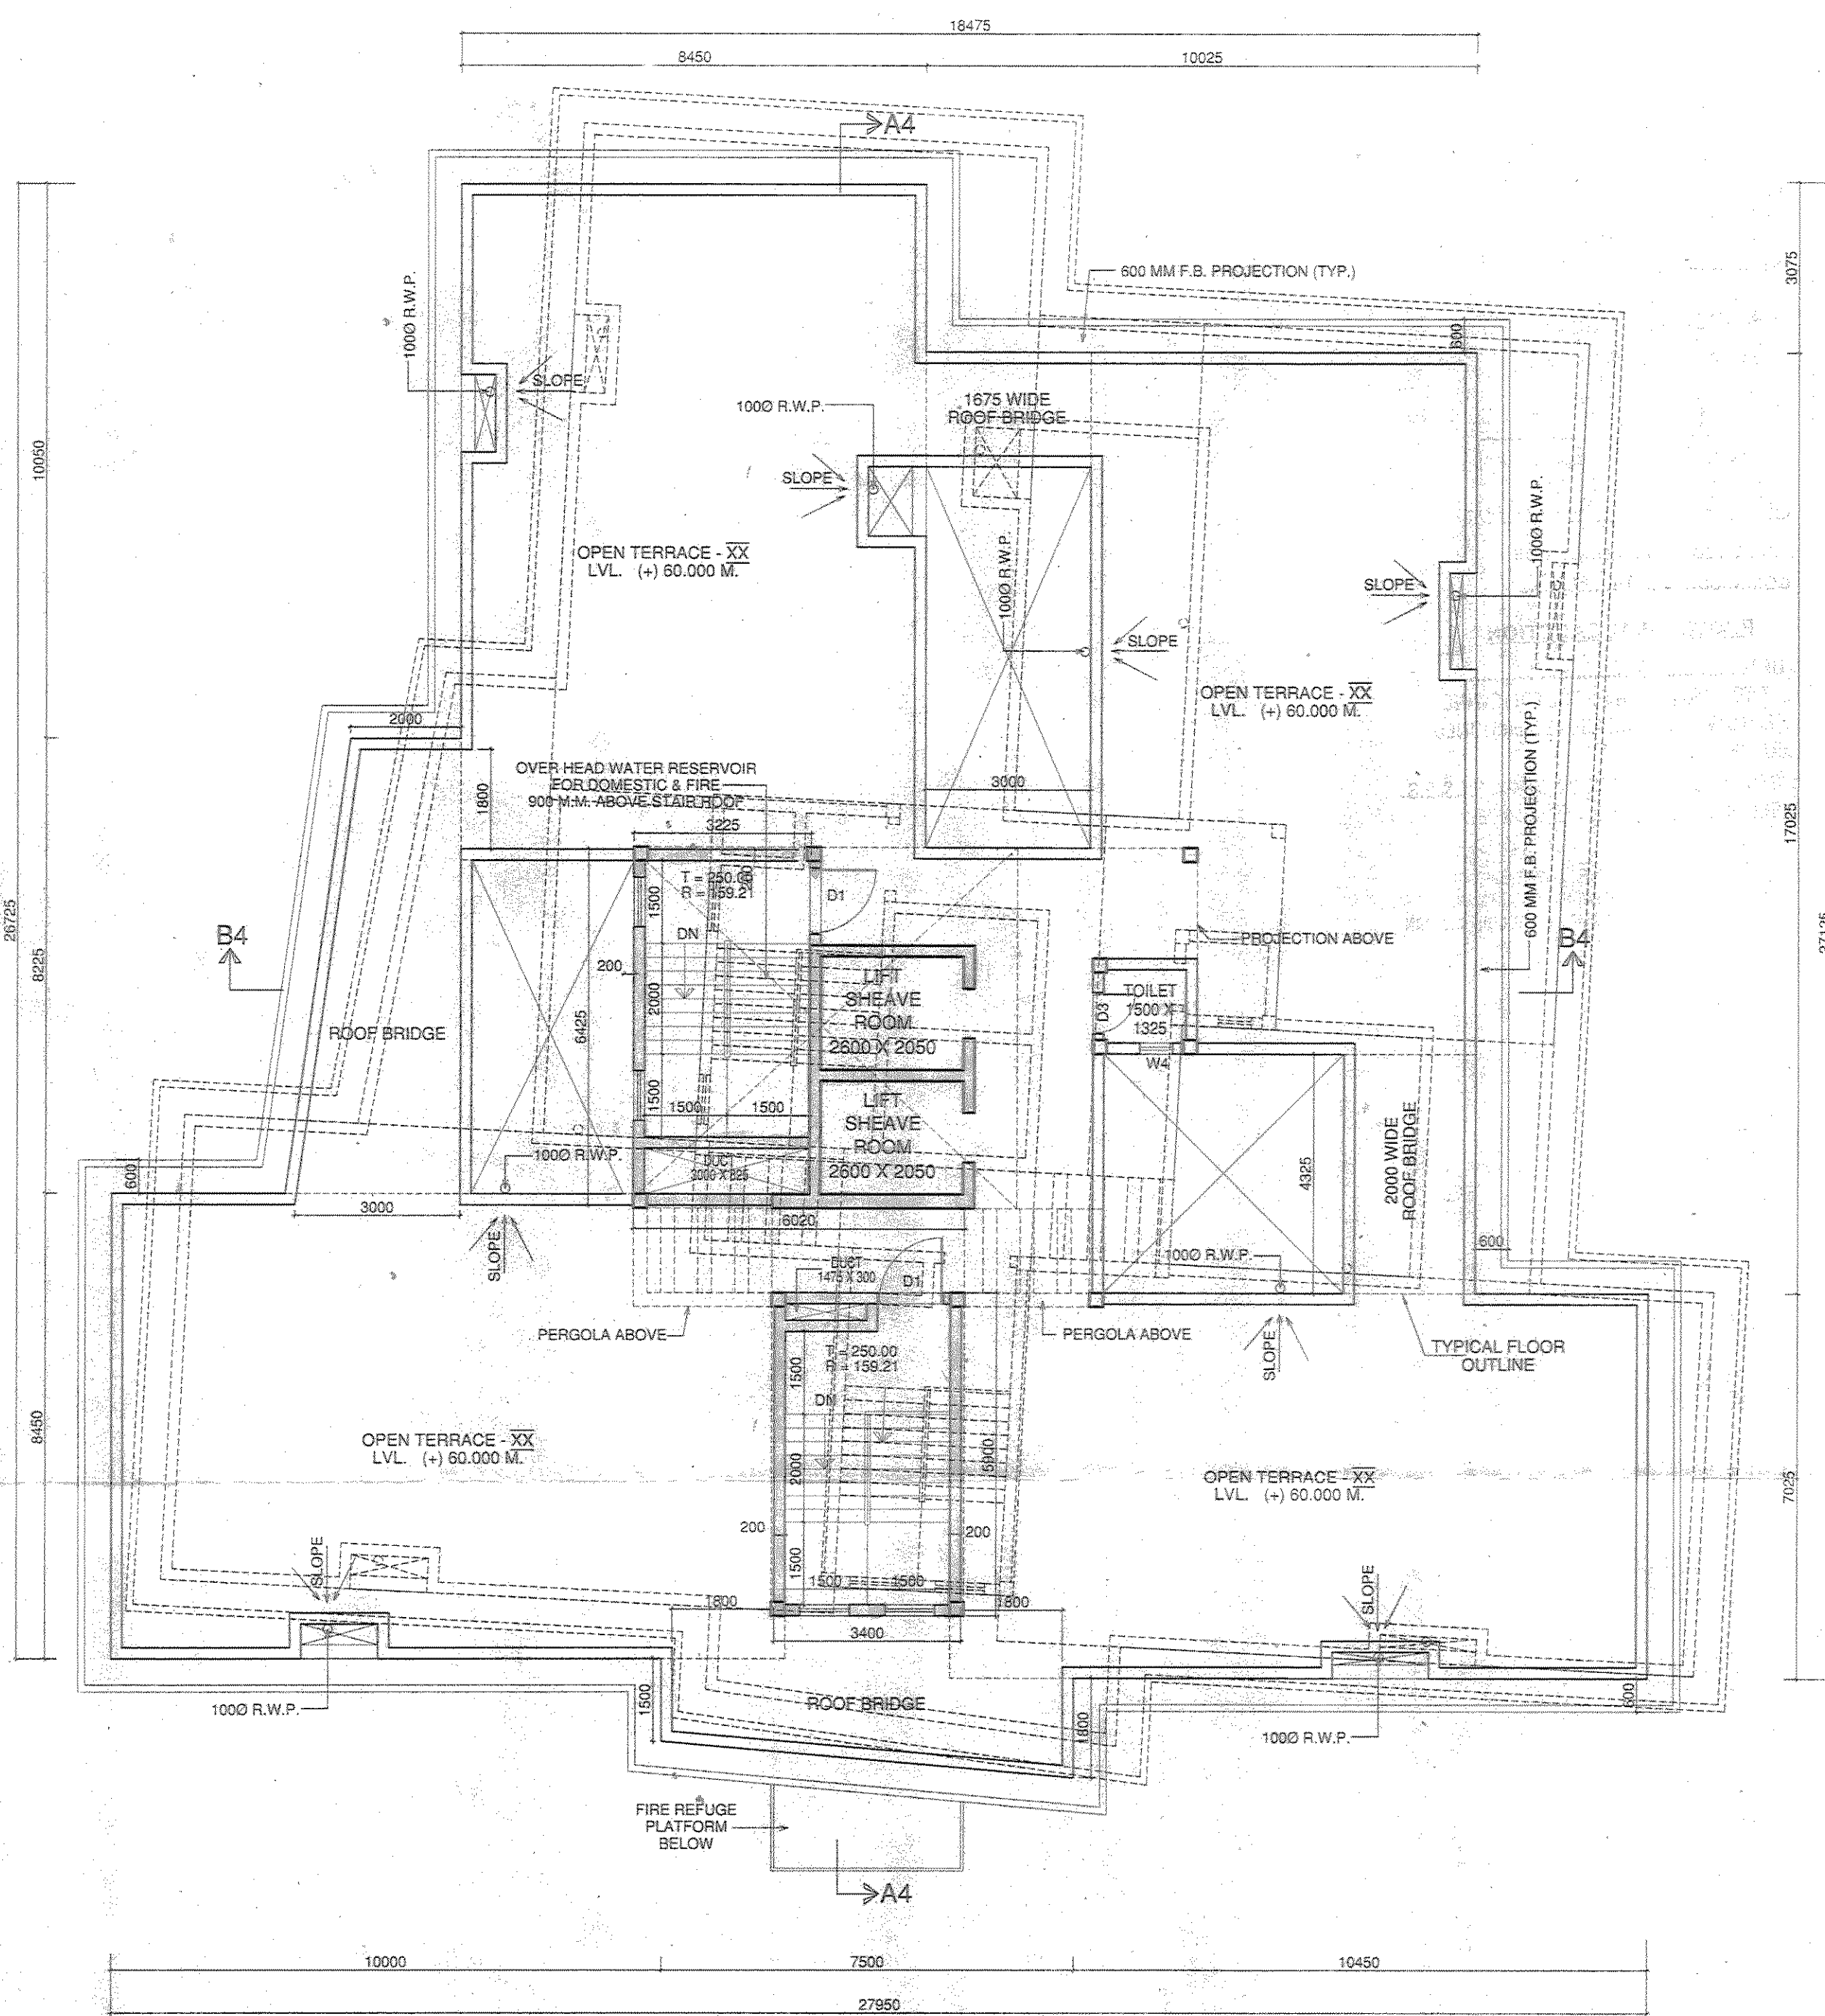 18475
8450
10025
A4
600 MM F.B. PROJECTION (TYP.)
3075
600
100Ø R.W.P.
SLOPE
1675 WIDE
ROOF BRIDGE
100Ø R.W.P.
SLOPE
10050
OPEN TERRACE - XX
LVL. (+) 60.000 M.
100Ø R.W.P.
100Ø R.W.P.
SLOPE
SLOPE
OPEN TERRACE - XX
LVL. (+) 60.000 M.
2000
1800
OVER HEAD WATER RESERVOIR
FOR DOMESTIC & FIRE
900 M.M. ABOVE STAIR ROOF
3000
600 MM F.B. PROJECTION (TYP.)
17025
3225
T = 250.00
R = 159.21
1500
D1
DN
26725
8225
B4
200
2000
6425
ROOF BRIDGE
LIFT
SHEAVE
ROOM
2600 X 2050
PROJECTION ABOVE
B4
27125
TOILET
1500 X
1325
D3
W4
1500
1500
1500
LIFT
SHEAVE
ROOM
2600 X 2050
100Ø R.W.P.
DUCT
3000 X 825
600
3000
4325
2000 WIDE
ROOF BRIDGE
6020
SLOPE
DUCT
1475 X 300
D1
100Ø R.W.P.
600
PERGOLA ABOVE
PERGOLA ABOVE
SLOPE
TYPICAL FLOOR
OUTLINE
T = 250.00
R = 159.21
1500
DN
8450
OPEN TERRACE - XX
LVL. (+) 60.000 M.
2000
5900
OPEN TERRACE - XX
LVL. (+) 60.000 M.
7025
200
200
SLOPE
1500
1500
1500
SLOPE
1800
1800
3400
100Ø R.W.P.
1500
ROOF BRIDGE
1800
600
100Ø R.W.P.
FIRE REFUGE
PLATFORM
BELOW
A4
10000
7500
10450
27950